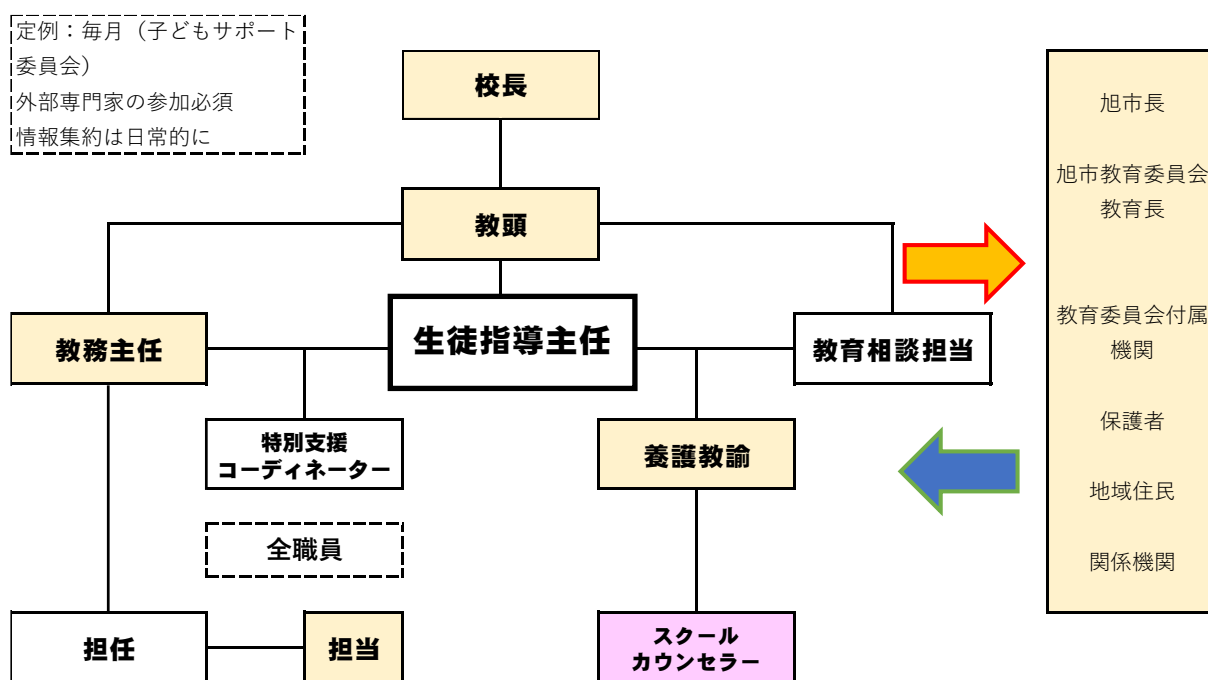 定例：毎月（子どもサポート
委員会）
外部専門家の参加必須
情報集約は日常的に
校長
旭市長
旭市教育委員会
教育長
教頭
教務主任
生徒指導主任
教育相談担当
教育委員会付属
機関
特別支援
コーディネーター
養護教諭
保護者
地域住民
全職員
関係機関
担任
担当
スクール
カウンセラー